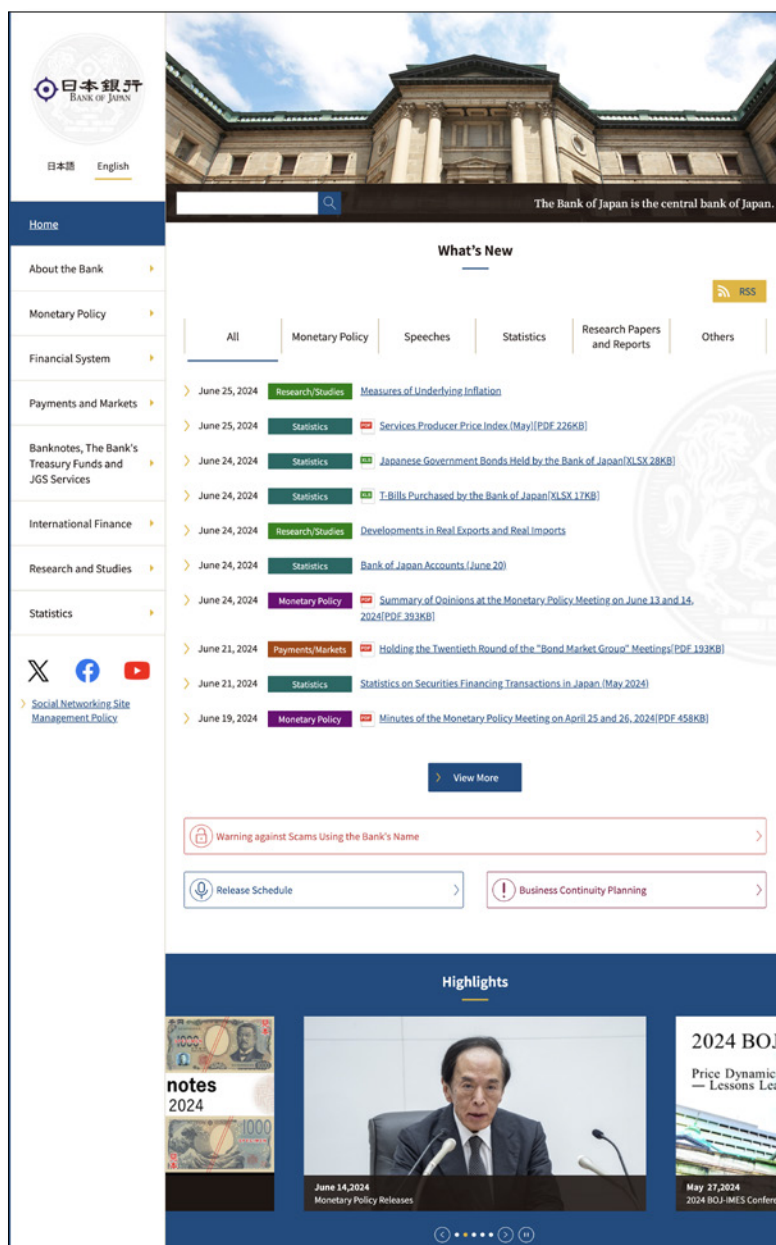 日本銀行
BANK OF JAPAN
日本語 English
The Bank of Japan is the central bank of Japan.
Home
About the Bank
Monetary Policy
Financial System
Payments and Markets
Banknotes, The Bank's
Treasury Funds and
JGS Services
International Finance
Research and Studies
Statistics
Social Networking Site
Management Policy
What's New
RSS
All
Monetary Policy
Speeches
Statistics
Research Papers
and Reports
Others
June 25, 2024 Research/Studies Measures of Underlying Inflation
June 25, 2024 Statistics PDF Services Producer Price Index (May)[PDF 226KB]
June 24, 2024 Statistics XLS Japanese Government Bonds Held by the Bank of Japan[XLSX 28KB]
June 24, 2024 Statistics XLS T-Bills Purchased by the Bank of Japan[XLSX 17KB]
June 24, 2024 Research/Studies Developments in Real Exports and Real Imports
June 24, 2024 Statistics Bank of Japan Accounts (June 20)
June 24, 2024 Monetary Policy PDF Summary of Opinions at the Monetary Policy Meeting on June 13 and 14,
2024[PDF 393KB]
June 21, 2024 Payments/Markets PDF Holding the Twentieth Round of the "Bond Market Group" Meetings[PDF 193KB]
June 21, 2024 Statistics Statistics on Securities Financing Transactions in Japan (May 2024)
June 19, 2024 Monetary Policy PDF Minutes of the Monetary Policy Meeting on April 25 and 26, 2024[PDF 458KB]
View More
Warning against Scams Using the Bank's Name
Release Schedule
Business Continuity Planning
Highlights
1000
notes
2024
1000
June 14,2024
Monetary Policy Releases
2024 BOJ
Price Dynamic
— Lessons Lea
May 27,2024
2024 BOJ-IMES Confere